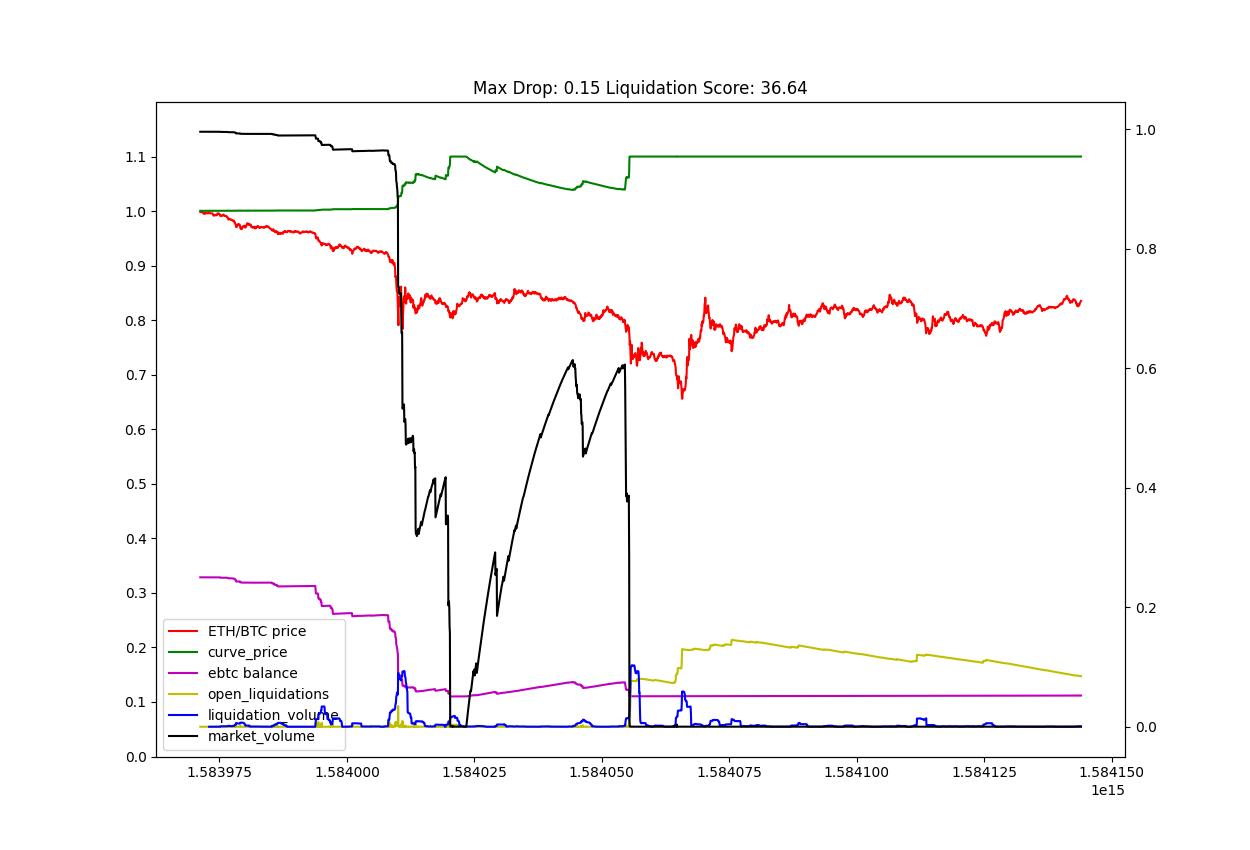 Max Drop: 0.15 Liquidation Score: 36.64
1.1
1.0
0.9
0.8
0.7
0.6
0.5
0.4
0.3
0.2
0.1
0.0
1.0
0.8
0.6
0.4
0.2
0.0
ETH/BTC price
curve_price
ebtc balance
open_liquidations
liquidation_volume
market_volume
1.583975 1.584000 1.584025 1.584050 1.584075 1.584100 1.584125 1.584150
1e15